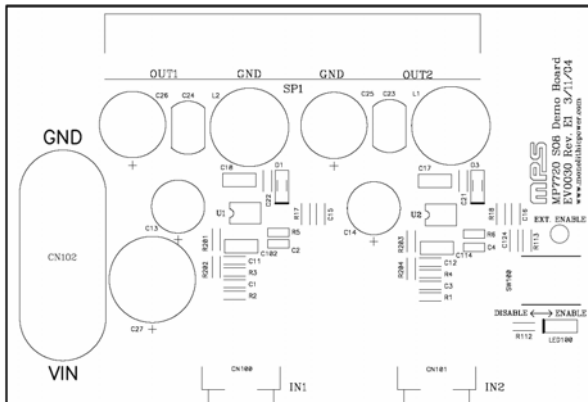 OUT1
GND
GND
OUT2
SP1
C26
C24
L2
C25
C23
L1
GND
CN102
VIN
C18
D1
C22
U1
C13
R201
R202
C102
C11
R3
C1
R2
R5
C2
C27
R17
C15
C14
C17
D3
C21
U2
R203
R204
C114
C12
R4
C3
R1
R6
C4
R18
C16
C124
R113
mps
MP7720 SO8 Demo Board
EV0030 Rev. E1 3/11/04
www.monolithicpower.com
EXT. ENABLE
SW100
DISABLE ENABLE
R112
LED100
CN100
IN1
CN101
IN2